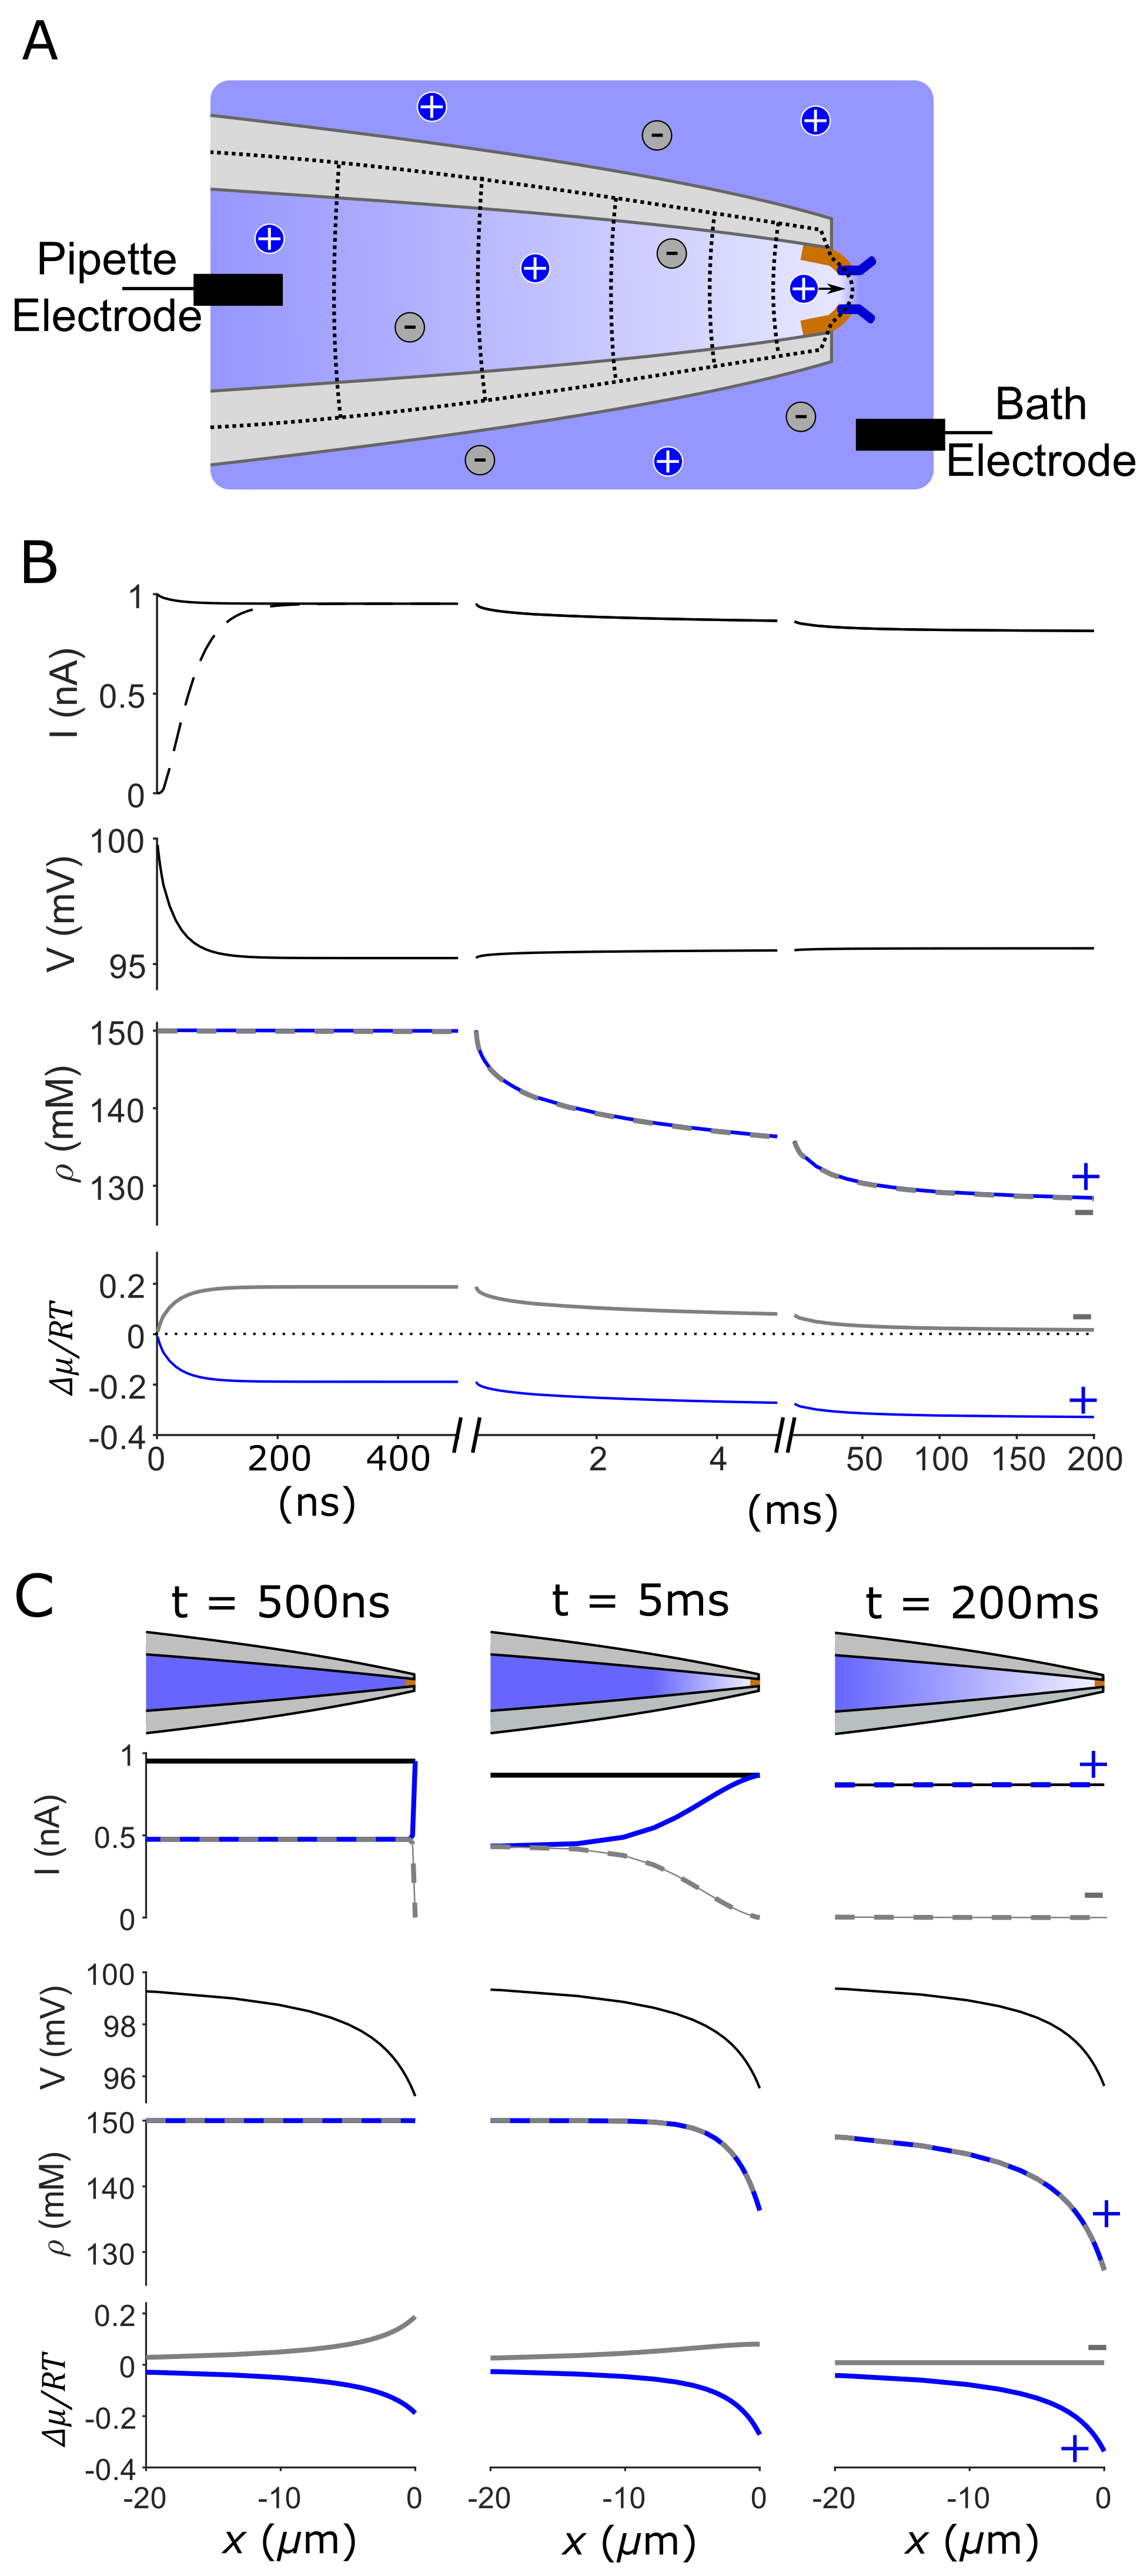 A
+
-
+
+
-
Pipette
Electrode
+
+
-
-
Bath
Electrode
-
+
B
I (nA)
1
0.5
0
V (mV)
100
95
ρ (mM)
150
140
130
+
-
Δμ/RT
0.2
0
-0.2
-0.4
-
+
0 200 400 2 4 50 100 150 200
(ns) (ms)
C
t = 500ns t = 5ms t = 200ms
I (nA)
1
0.5
0
+
-
V (mV)
100
98
96
ρ (mM)
150
140
130
+
Δμ/RT
0.2
0
-0.2
-0.4
-
+
-20 -10 0 -20 -10 0 -20 -10 0
x (μm) x (μm) x (μm)